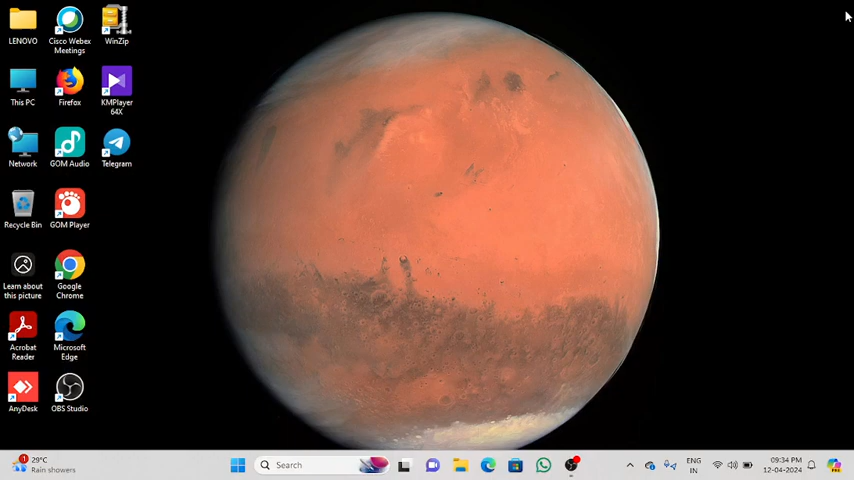 LENOVO
Cisco Webex
Meetings
WinZip
This PC
Firefox
KMPlayer
64X
Network
GOM Audio
Telegram
Recycle Bin
GOM Player
Learn about
this picture
Google
Chrome
Acrobat
Reader
Microsoft
Edge
AnyDesk
OBS Studio
1
29°C
Rain showers
Search
ENG
IN
09:34 PM
12-04-2024